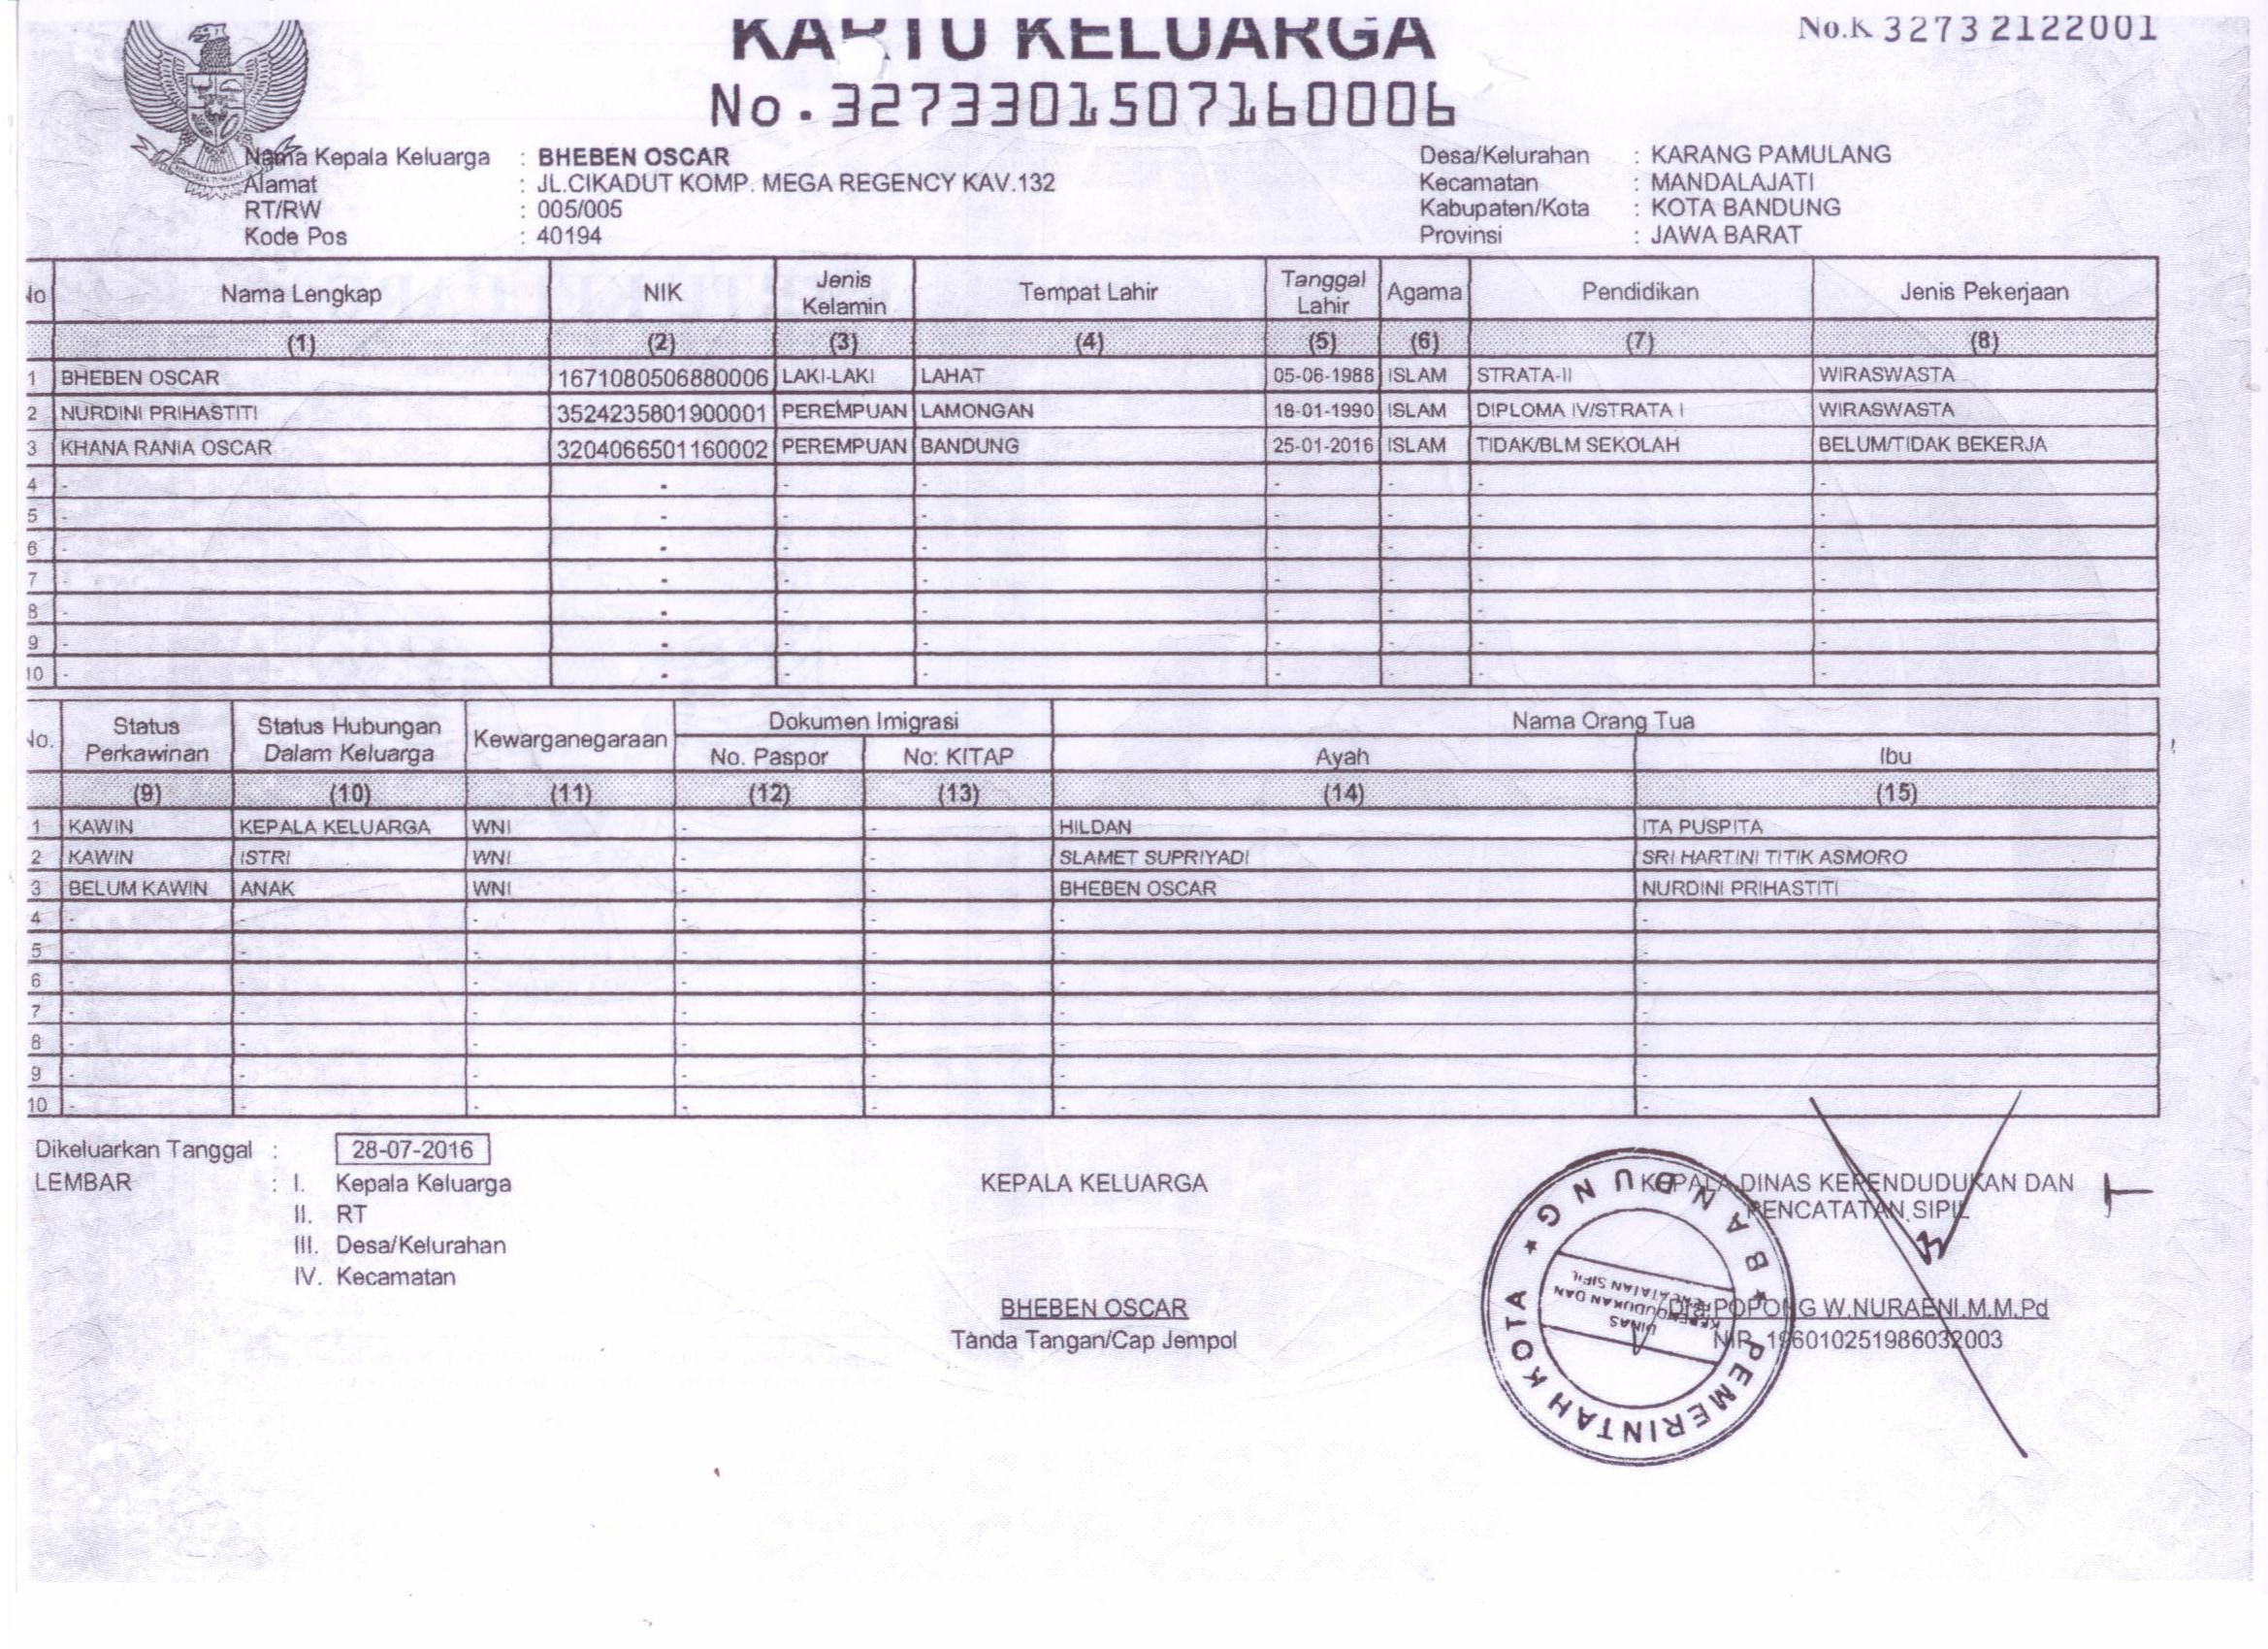 KARTU KELUARGA
No.K 32732122001
No.3273301507160006
Nama Kepala Keluarga : BHEBEN OSCAR
Alamat : JL.CIKADUT KOMP. MEGA REGENCY KAV.132
RT/RW : 005/005
Kode Pos : 40194
Desa/Kelurahan : KARANG PAMULANG
Kecamatan : MANDALAJATI
Kabupaten/Kota : KOTA BANDUNG
Provinsi : JAWA BARAT
No Nama Lengkap NIK Jenis Kelamin Tempat Lahir Tanggal Lahir Agama Pendidikan Jenis Pekerjaan
(1) (2) (3) (4) (5) (6) (7) (8)
1 BHEBEN OSCAR 1671080506880006 LAKI-LAKI LAHAT 05-06-1988 ISLAM STRATA-II WIRASWASTA
2 NURDINI PRIHASTITI 3524235801900001 PEREMPUAN LAMONGAN 18-01-1990 ISLAM DIPLOMA IV/STRATA I WIRASWASTA
3 KHANA RANIA OSCAR 3204066501160002 PEREMPUAN BANDUNG 25-01-2016 ISLAM TIDAK/BLM SEKOLAH BELUM/TIDAK BEKERJA
4 - - - - - - - -
5 - - - - - - - -
6 - - - - - - - -
7 - - - - - - - -
8 - - - - - - - -
9 - - - - - - - -
10 - - - - - - - -
No. Status Perkawinan Status Hubungan Dalam Keluarga Kewarganegaraan Dokumen Imigrasi Nama Orang Tua
No. Paspor No. KITAP Ayah Ibu
(9) (10) (11) (12) (13) (14) (15)
1 KAWIN KEPALA KELUARGA WNI - - HILDAN ITA PUSPITA
2 KAWIN ISTRI WNI - - SLAMET SUPRIYADI SRI HARTINI TITIK ASMORO
3 BELUM KAWIN ANAK WNI - - BHEBEN OSCAR NURDINI PRIHASTITI
4 - - - - - - -
5 - - - - - - -
6 - - - - - - -
7 - - - - - - -
8 - - - - - - -
9 - - - - - - -
10 - - - - - - -
Dikeluarkan Tanggal : 28-07-2016
LEMBAR : I. Kepala Keluarga
II. RT
III. Desa/Kelurahan
IV. Kecamatan
KEPALA KELUARGA
BHEBEN OSCAR
Tanda Tangan/Cap Jempol
KEPALA DINAS KEPENDUDUKAN DAN
PENCATATAN SIPIL
Dra.POPONG W.NURAENI.M.M.Pd
NIP. 196010251986032003
PEMERINTAH KOTA ★ BANDUNG ★
DINAS
KEPENDUDUKAN DAN
PENCATATAN SIPIL